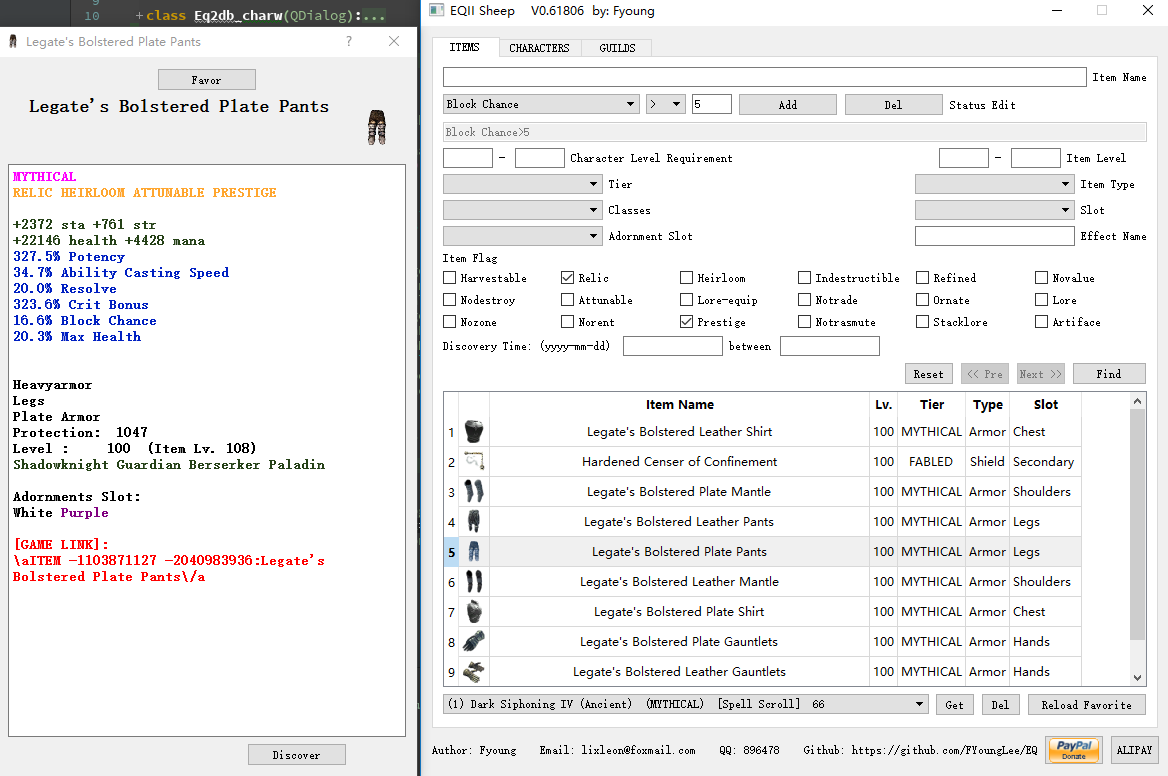 9
10 +class Eq2db_charw(QDialog):...
Legate's Bolstered Plate Pants ?
Favor
Legate's Bolstered Plate Pants
MYTHICAL
RELIC HEIRLOOM ATTUNABLE PRESTIGE
+2372 sta +761 str
+22146 health +4428 mana
327.5% Potency
34.7% Ability Casting Speed
20.0% Resolve
323.6% Crit Bonus
16.6% Block Chance
20.3% Max Health
Heavyarmor
Legs
Plate Armor
Protection: 1047
Level : 100 (Item Lv. 108)
Shadowknight Guardian Berserker Paladin
Adornments Slot:
White Purple
[GAME LINK]:
\aITEM -1103871127 -2040983936:Legate's
Bolstered Plate Pants\/a
Discover
EQII Sheep V0.61806 by: Fyoung
ITEMS CHARACTERS GUILDS
Item Name
Block Chance > 5 Add Del Status Edit
Block Chance>5
- Character Level Requirement - Item Level
Tier Item Type
Classes Slot
Adornment Slot Effect Name
Item Flag
Harvestable Relic Heirloom Indestructible Refined Novalue
Nodestroy Attunable Lore-equip Notrade Ornate Lore
Nozone Norent Prestige Notrasmute Stacklore Artiface
Discovery Time: (yyyy-mm-dd) between
Reset << Pre Next >> Find
Item Name Lv. Tier Type Slot
1 Legate's Bolstered Leather Shirt 100 MYTHICAL Armor Chest
2 Hardened Censer of Confinement 100 FABLED Shield Secondary
3 Legate's Bolstered Plate Mantle 100 MYTHICAL Armor Shoulders
4 Legate's Bolstered Leather Pants 100 MYTHICAL Armor Legs
5 Legate's Bolstered Plate Pants 100 MYTHICAL Armor Legs
6 Legate's Bolstered Leather Mantle 100 MYTHICAL Armor Shoulders
7 Legate's Bolstered Plate Shirt 100 MYTHICAL Armor Chest
8 Legate's Bolstered Plate Gauntlets 100 MYTHICAL Armor Hands
9 Legate's Bolstered Leather Gauntlets 100 MYTHICAL Armor Hands
(1) Dark Siphoning IV (Ancient) (MYTHICAL) [Spell Scroll] 66 Get Del Reload Favorite
Author: Fyoung Email: lixleon@foxmail.com QQ: 896478 Github: https://github.com/FYoungLee/EQ PayPal Donate ALIPAY